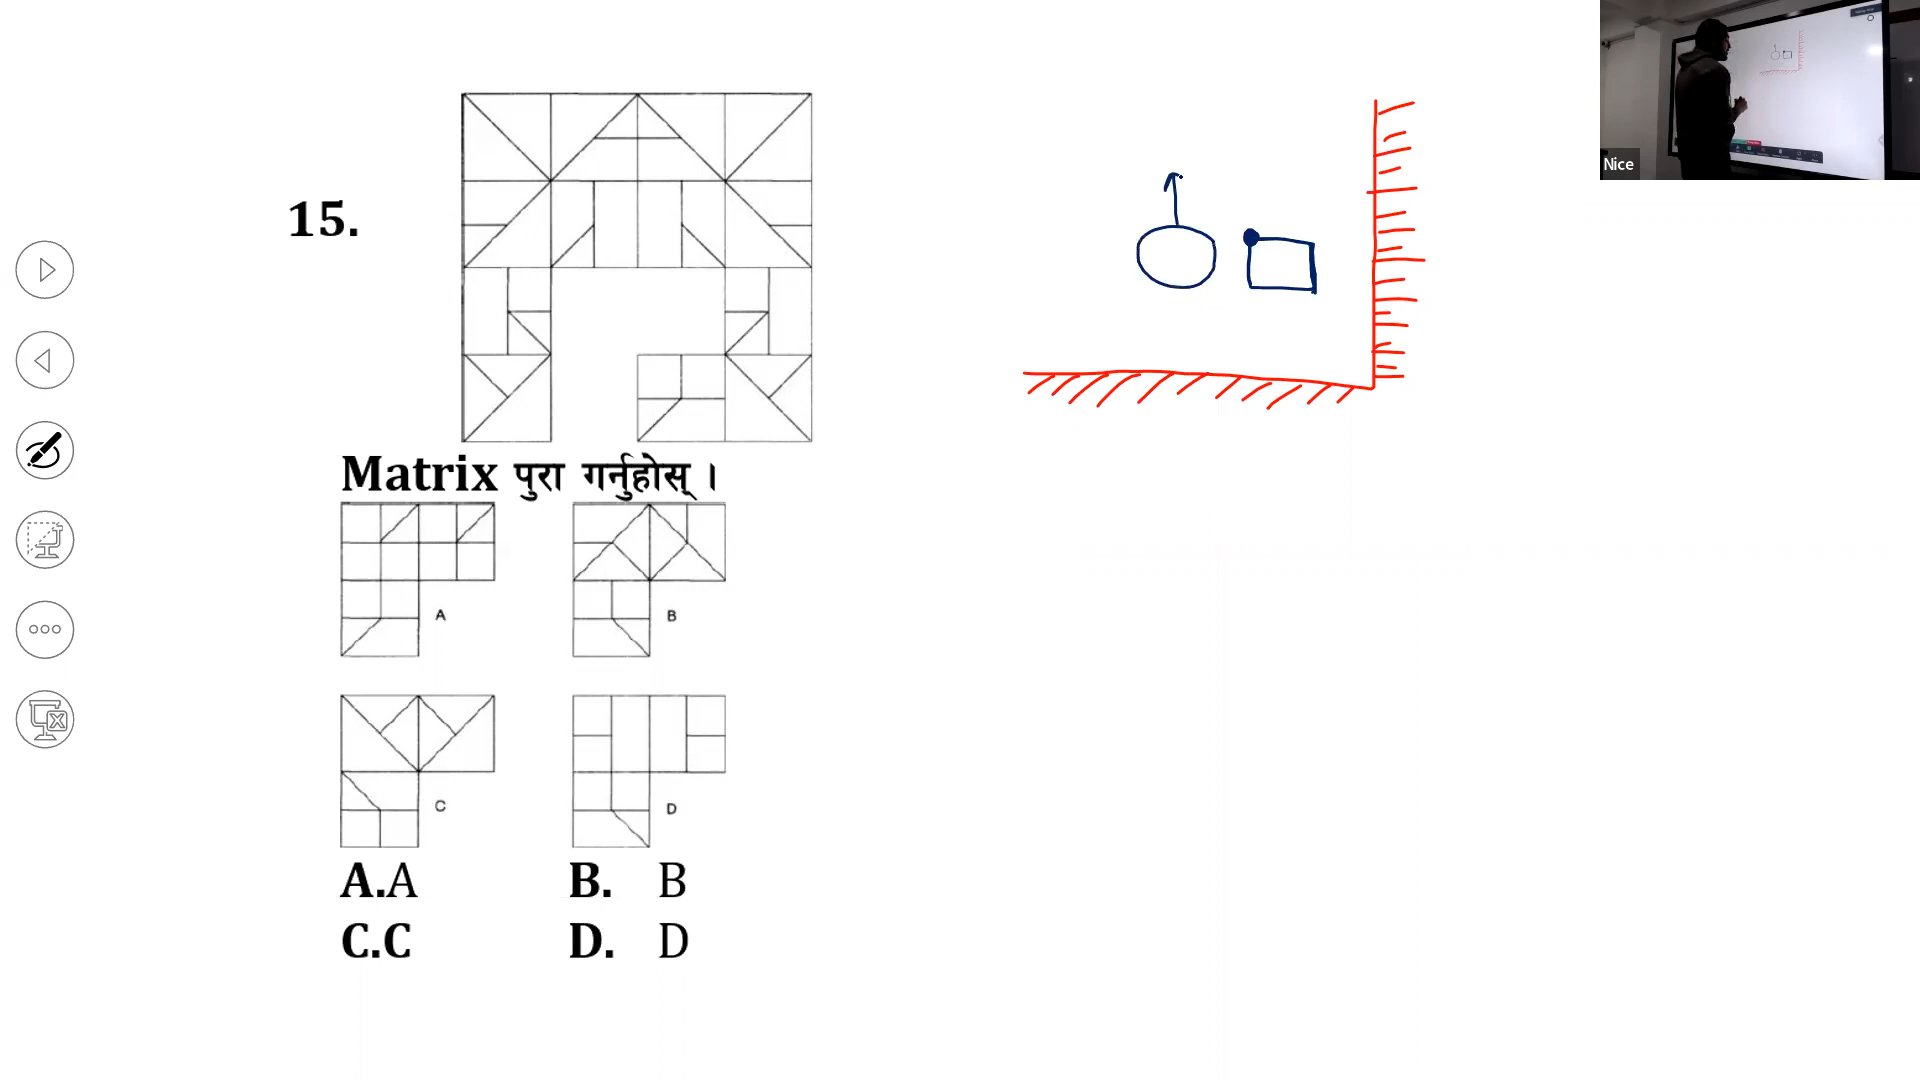 Nice
15.
Matrix पुरा गर्नुहोस् ।
A B
C D
A.A B. B
C.C D. D